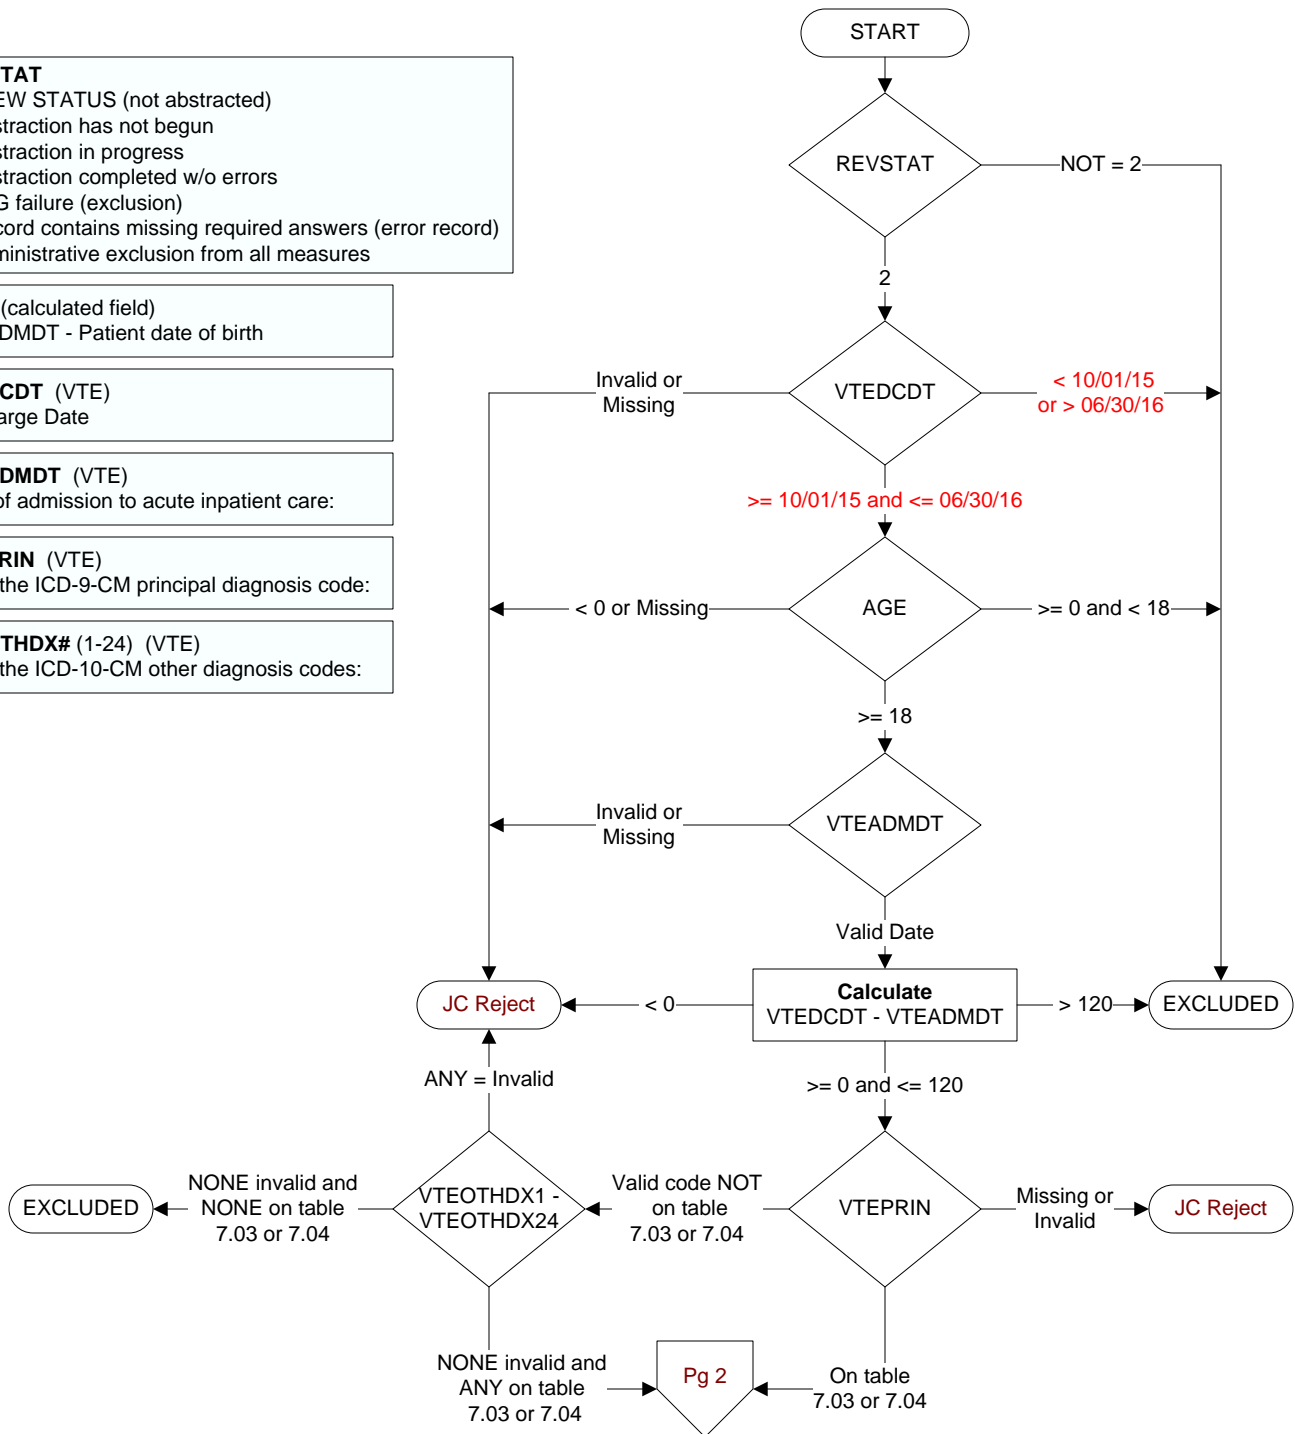 START
TAT
EW STATUS (not abstracted)
straction has not begun
straction in progress
straction completed w/o errors
G failure (exclusion)
cord contains missing required answers (error record)
ministrative exclusion from all measures
(calculated field)
DMDT - Patient date of birth
CDT (VTE)
arge Date
DMDT (VTE)
of admission to acute inpatient care:
RIN (VTE)
the ICD-9-CM principal diagnosis code:
THDX# (1-24) (VTE)
the ICD-10-CM other diagnosis codes:
REVSTAT
NOT = 2
2
Invalid or
Missing
VTEDCDT
< 10/01/15
or > 06/30/16
>= 10/01/15 and <= 06/30/16
< 0 or Missing
AGE
>= 0 and < 18
>= 18
Invalid or
Missing
VTEADMDT
Valid Date
JC Reject
< 0
Calculate
VTEDCDT - VTEADMDT
> 120
EXCLUDED
ANY = Invalid
>= 0 and <= 120
EXCLUDED
NONE invalid and
NONE on table
7.03 or 7.04
VTEOTHDX1 -
VTEOTHDX24
Valid code NOT
on table
7.03 or 7.04
VTEPRIN
Missing or
Invalid
JC Reject
NONE invalid and
ANY on table
7.03 or 7.04
Pg 2
On table
7.03 or 7.04